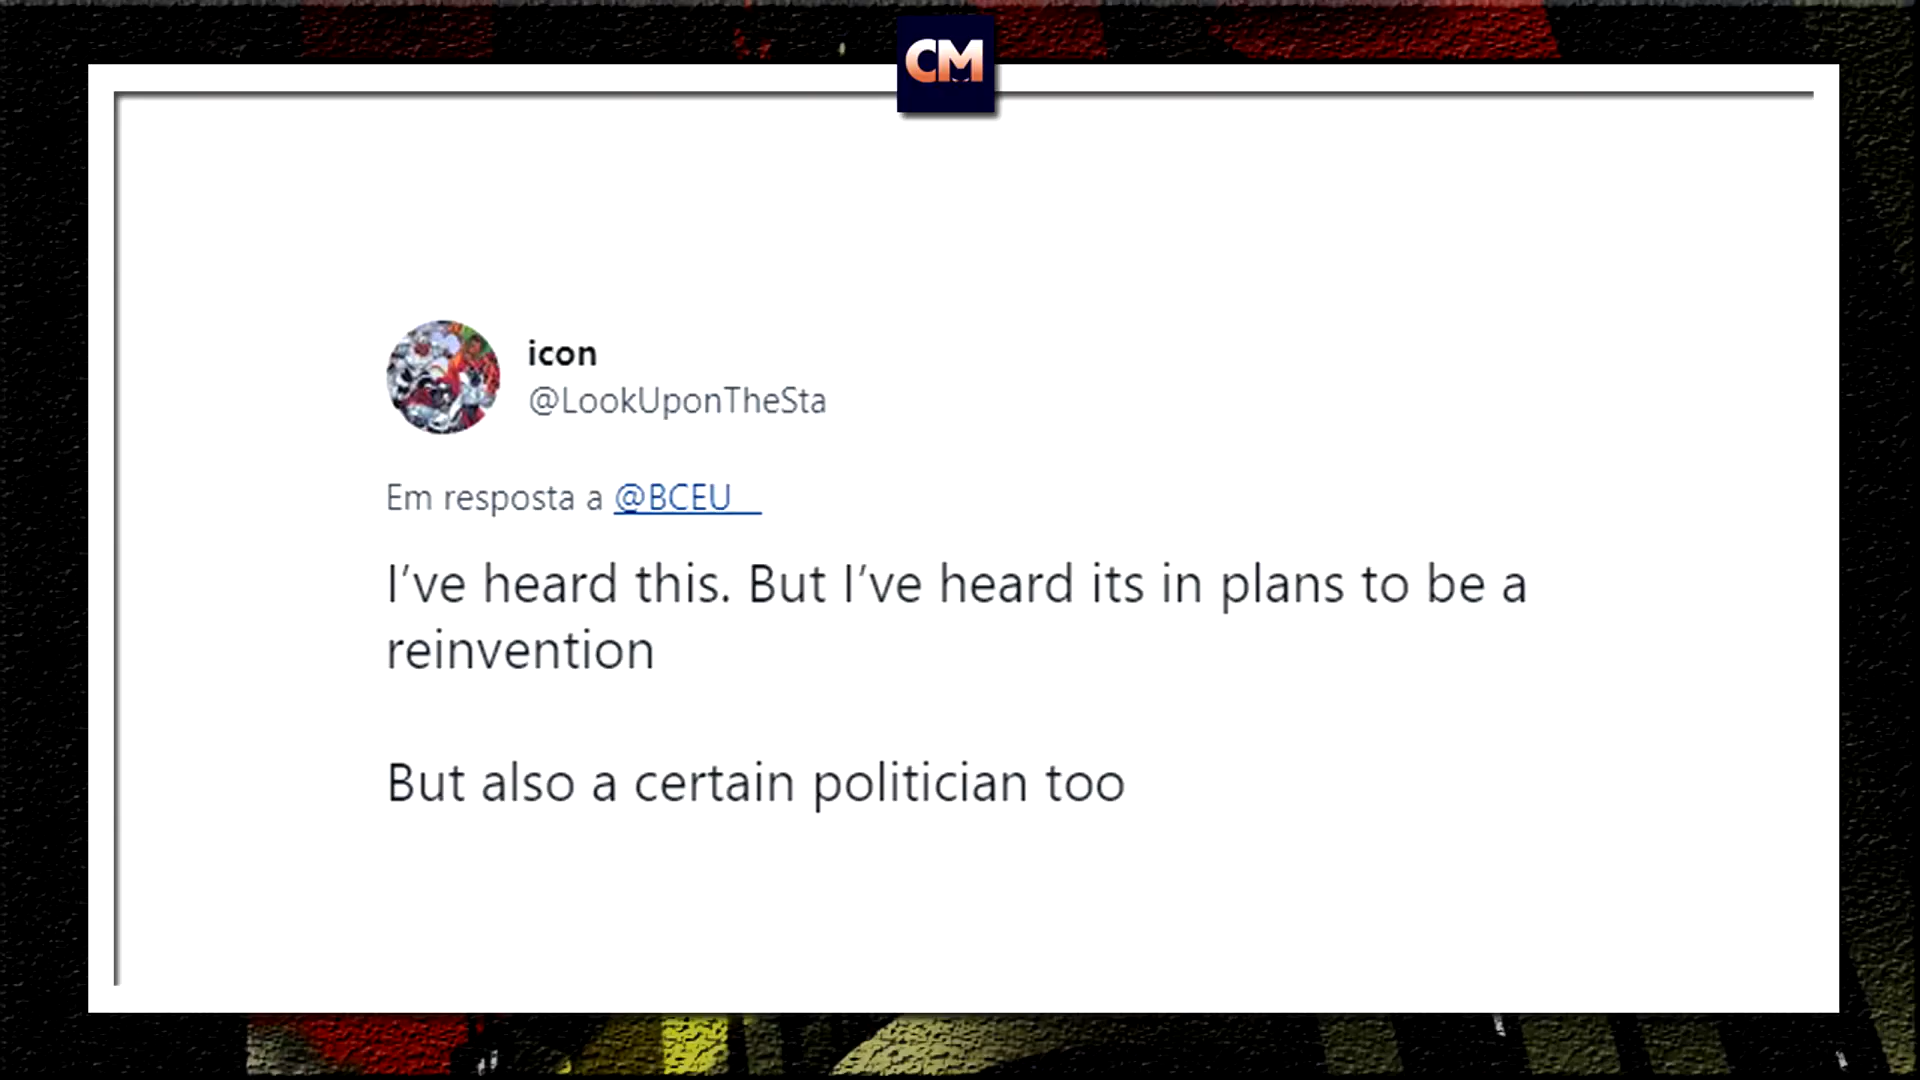 CM
icon
@LookUponTheSta
Em resposta a @BCEU__
I’ve heard this. But I’ve heard its in plans to be a
reinvention
But also a certain politician too